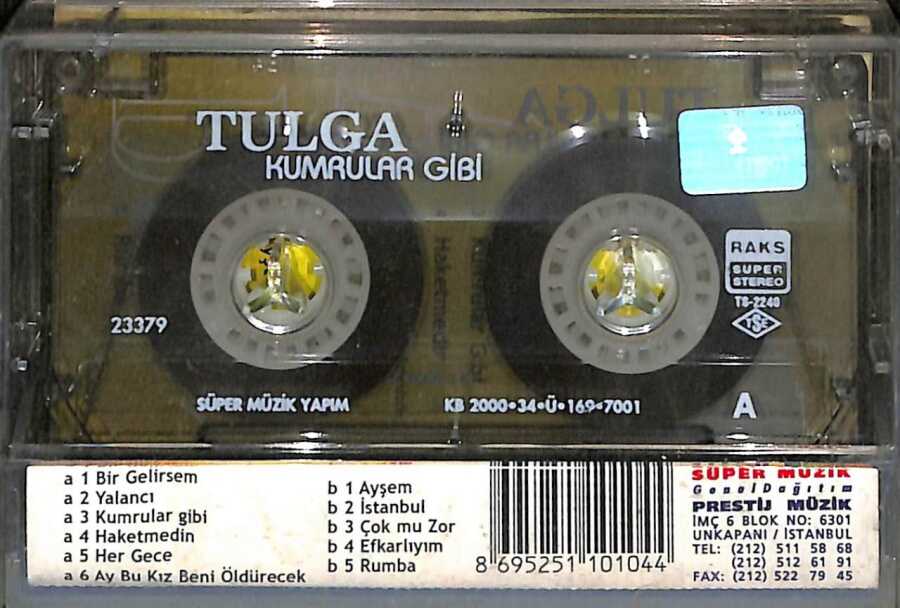 TULGA
KUMRULAR GİBİ
RAKS
SUPER
STEREO
TS-2240
TSE
23379
SÜPER MÜZİK YAPIM
KB 2000•34•Ü•169•7001
A
a 1 Bir Gelirsem
a 2 Yalancı
a 3 Kumrular gibi
a 4 Haketmedin
a 5 Her Gece
a 6 Ay Bu Kız Beni Öldürecek
b 1 Ayşem
b 2 İstanbul
b 3 Çok mu Zor
b 4 Efkarlıyım
b 5 Rumba
8 695251 101044
SÜPER MÜZİK
Genel Dağıtım
PRESTİJ MÜZİK
İMÇ 6 BLOK NO: 6301
UNKAPANI / İSTANBUL
TEL: (212) 511 58 68
(212) 512 61 91
FAX: (212) 522 79 45